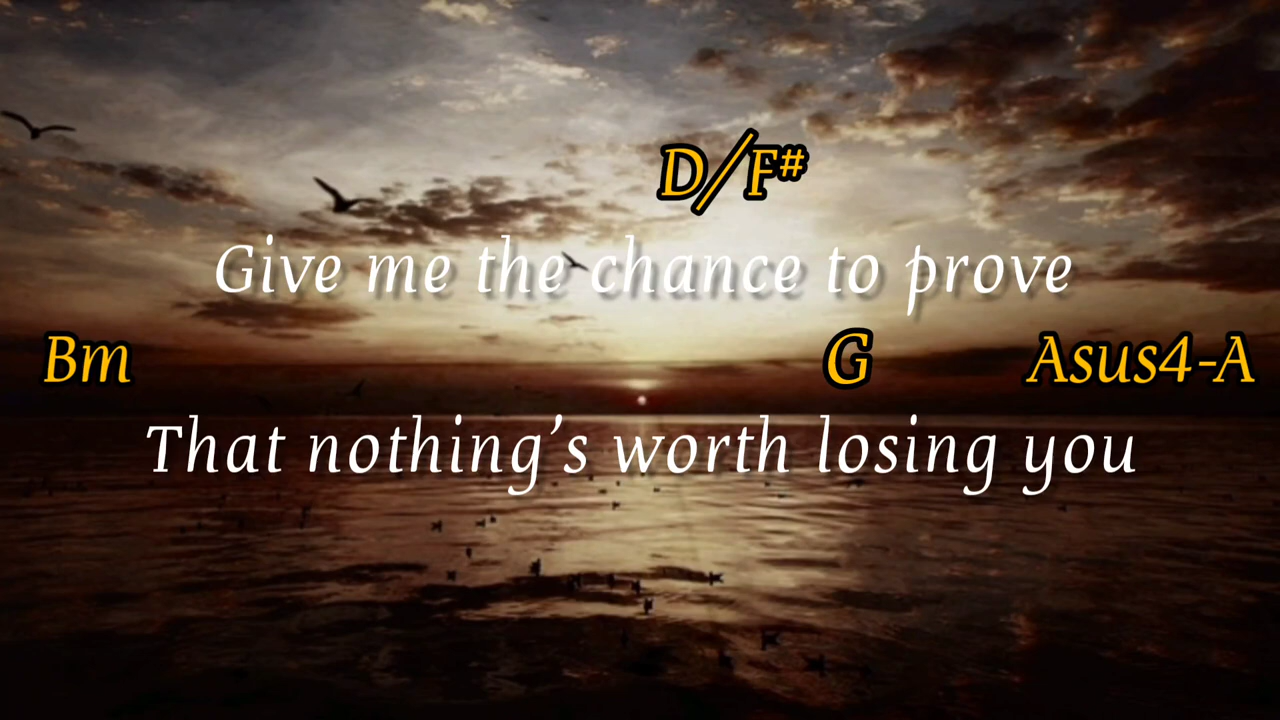 D/F#
Give me the chance to prove
Bm G Asus4-A
That nothing’s worth losing you